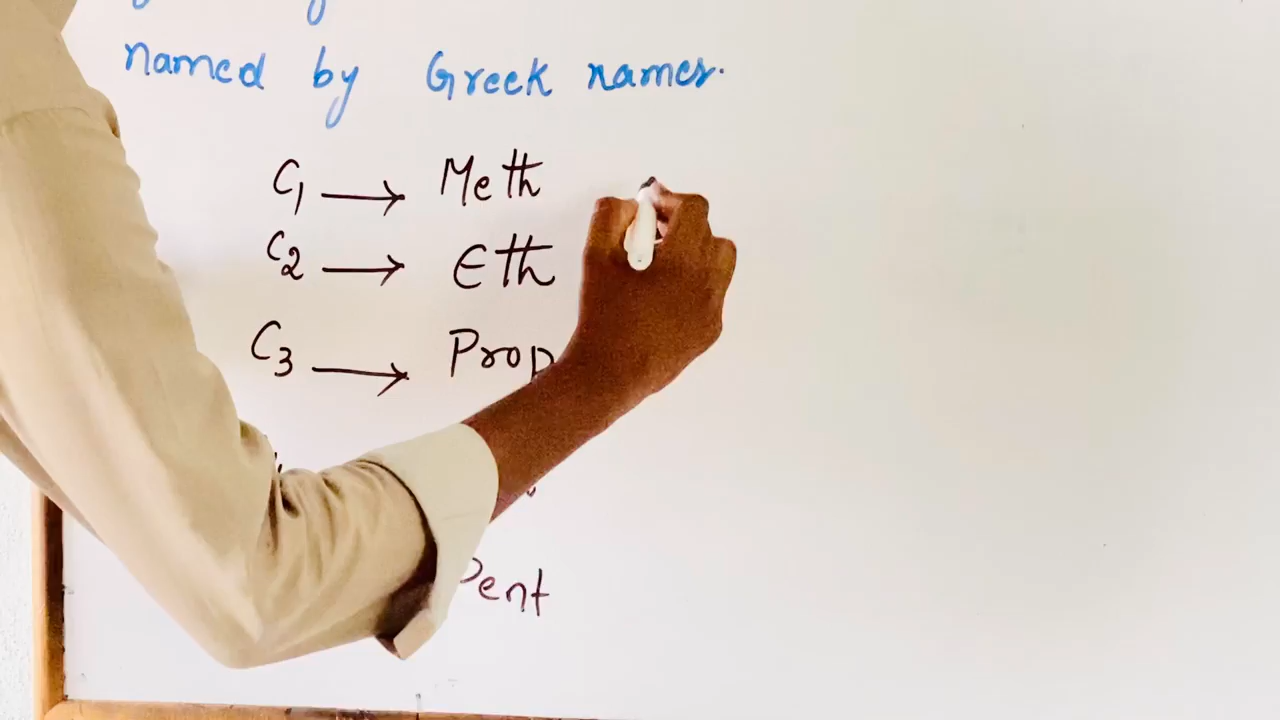 named by Greek names.
C1 → Meth
C2 → Eth
C3 → Prop
Pent